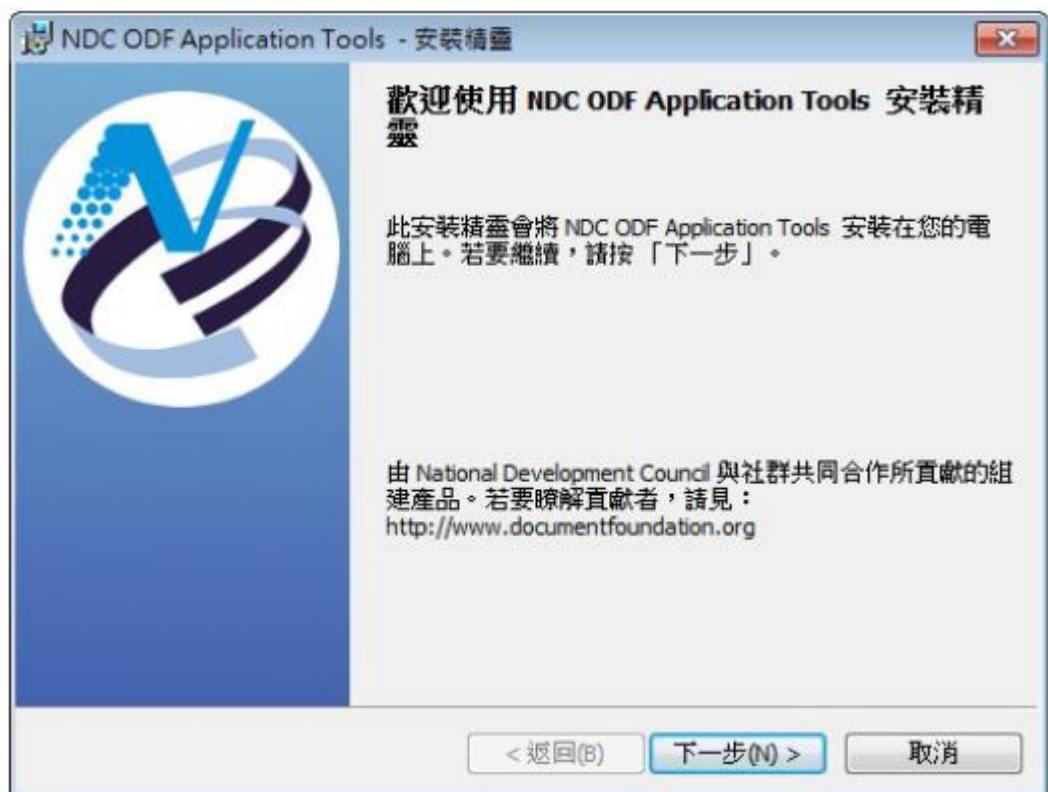 NDC ODF Application Tools - 安裝精靈
歡迎使用 NDC ODF Application Tools 安裝精
靈
此安裝精靈會將 NDC ODF Application Tools 安裝在您的電
腦上。若要繼續，請按「下一步」。
由 National Development Council 與社群共同合作所貢獻的組
建產品。若要瞭解貢獻者，請見：
http://www.documentfoundation.org
< 返回(B)
下一步(N) >
取消